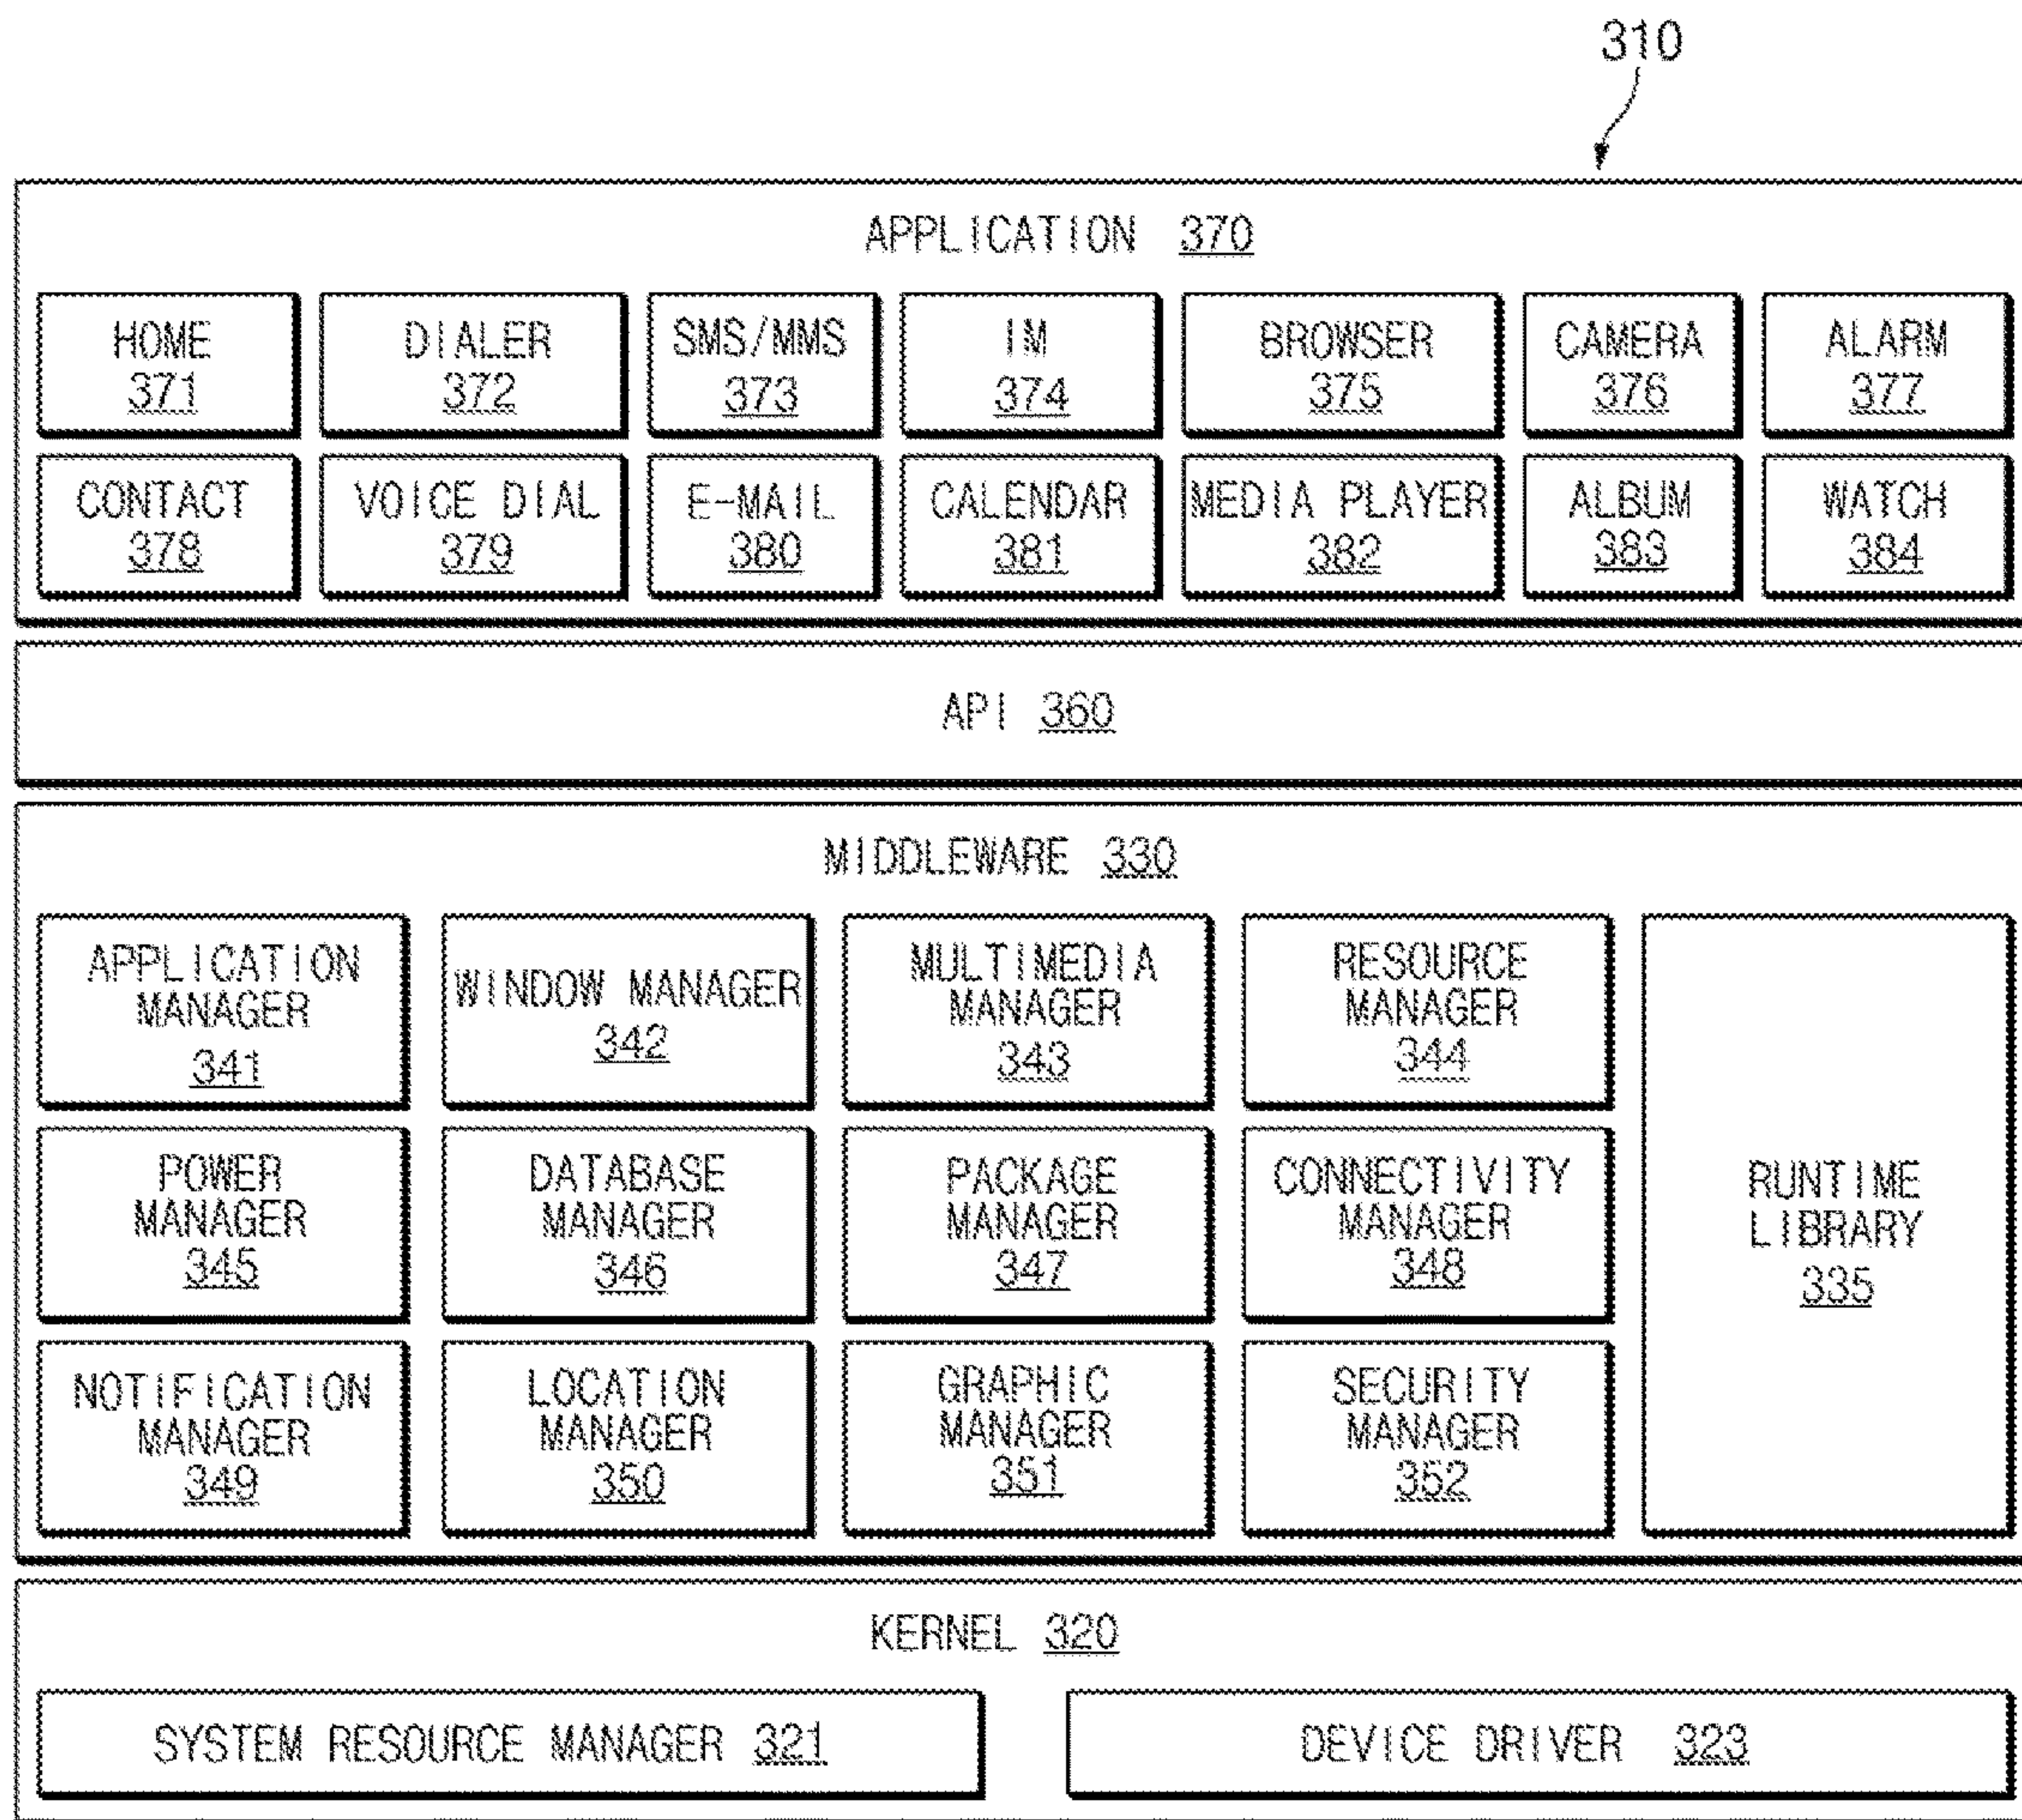 310
APPLICATION 370
HOME
371
DIALER
372
SMS/MMS
373
IM
374
BROWSER
375
CAMERA
376
ALARM
377
CONTACT
378
VOICE DIAL
379
E-MAIL
380
CALENDAR
381
MEDIA PLAYER
382
ALBUM
383
WATCH
384
API 360
MIDDLEWARE 330
APPLICATION
MANAGER
341
WINDOW MANAGER
342
MULTIMEDIA
MANAGER
343
RESOURCE
MANAGER
344
POWER
MANAGER
345
DATABASE
MANAGER
346
PACKAGE
MANAGER
347
CONNECTIVITY
MANAGER
348
NOTIFICATION
MANAGER
349
LOCATION
MANAGER
350
GRAPHIC
MANAGER
351
SECURITY
MANAGER
352
RUNTIME
LIBRARY
335
KERNEL 320
SYSTEM RESOURCE MANAGER 321
DEVICE DRIVER 323